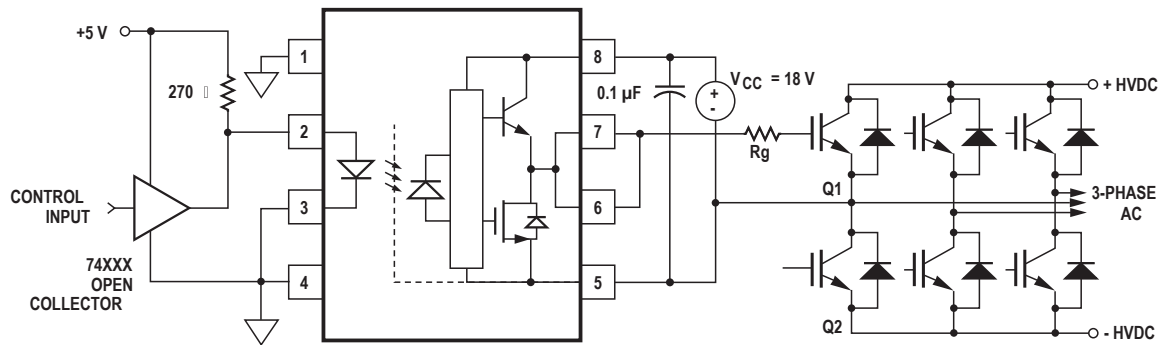 +5 V
270 
CONTROL
INPUT
74XXX
OPEN
COLLECTOR
1
2
3
4
8
7
6
5
0.1 µF
VCC = 18 V
+
-
Rg
Q1
Q2
+ HVDC
3-PHASE
AC
- HVDC